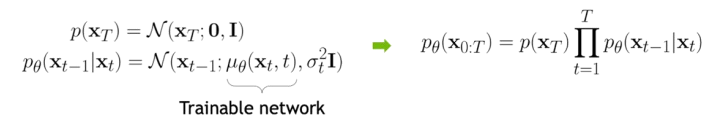 p(𝐱_T) = 𝒩(𝐱_T; 𝟎, 𝐈)
p_θ(𝐱_{t−1}|𝐱_t) = 𝒩(𝐱_{t−1}; μ_θ(𝐱_t, t), σ_t^2 𝐈)
Trainable network
p_θ(𝐱_{0:T}) = p(𝐱_T) ∏_{t=1}^{T} p_θ(𝐱_{t−1}|𝐱_t)